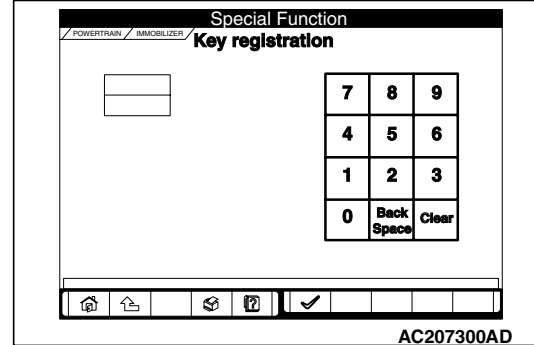 Special Function
POWERTRAIN IMMOBILIZER
Key registration
7 8 9
4 5 6
1 2 3
0 Back Space Clear
?
AC207300AD